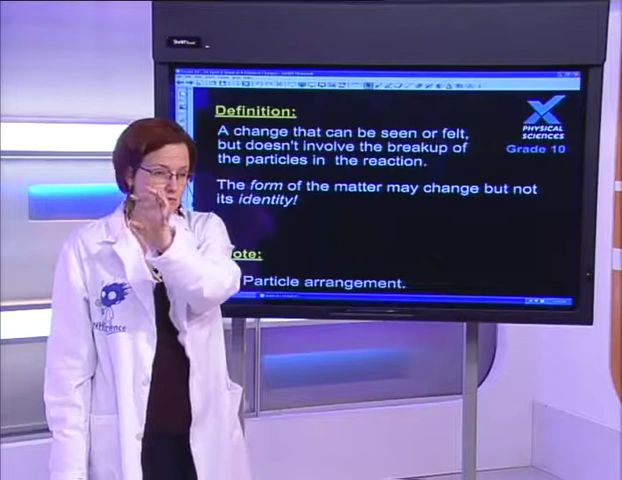 Definition:
A change that can be seen or felt,
but doesn't involve the breakup of
the particles in the reaction.
The form of the matter may change but not
its identity!
ote:
Particle arrangement.
PHYSICAL
SCIENCES
Grade 10